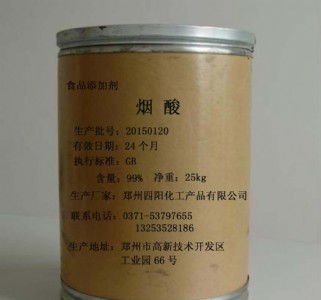 食品添加剂
烟酸
生产批号：20150120
有效日期：24个月
执行标准：GB
含量：99% 净重：25kg
生产厂家：郑州四阳化工产品有限公司
联系电话：0371-53797655
13253528186
生产地址：郑州市高新技术开发区
工业园66号